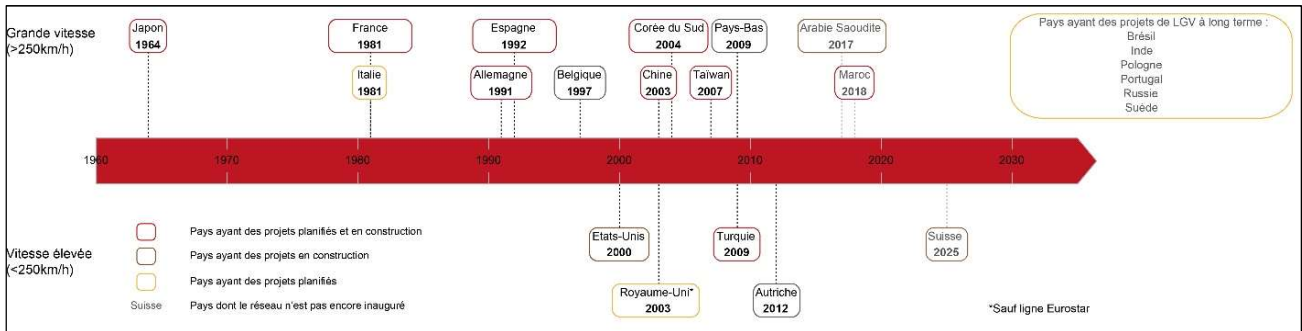 Grande vitesse
(>250km/h)
Japon
1964
France
1981
Espagne
1992
Corée du Sud
2004
Pays-Bas
2009
Arabie Saoudite
2017
Italie
1981
Allemagne
1991
Belgique
1997
Chine
2003
Taïwan
2007
Maroc
2018
Pays ayant des projets de LGV à long terme :
Brésil
Inde
Pologne
Portugal
Russie
Suède
1960
1970
1980
1990
2000
2010
2020
2030
Vitesse élevée
(<250km/h)
Pays ayant des projets planifiés et en construction
Pays ayant des projets en construction
Pays ayant des projets planifiés
Suisse
Pays dont le réseau n'est pas encore inauguré
Etats-Unis
2000
Turquie
2009
Suisse
2025
Royaume-Uni*
2003
Autriche
2012
*Sauf ligne Eurostar